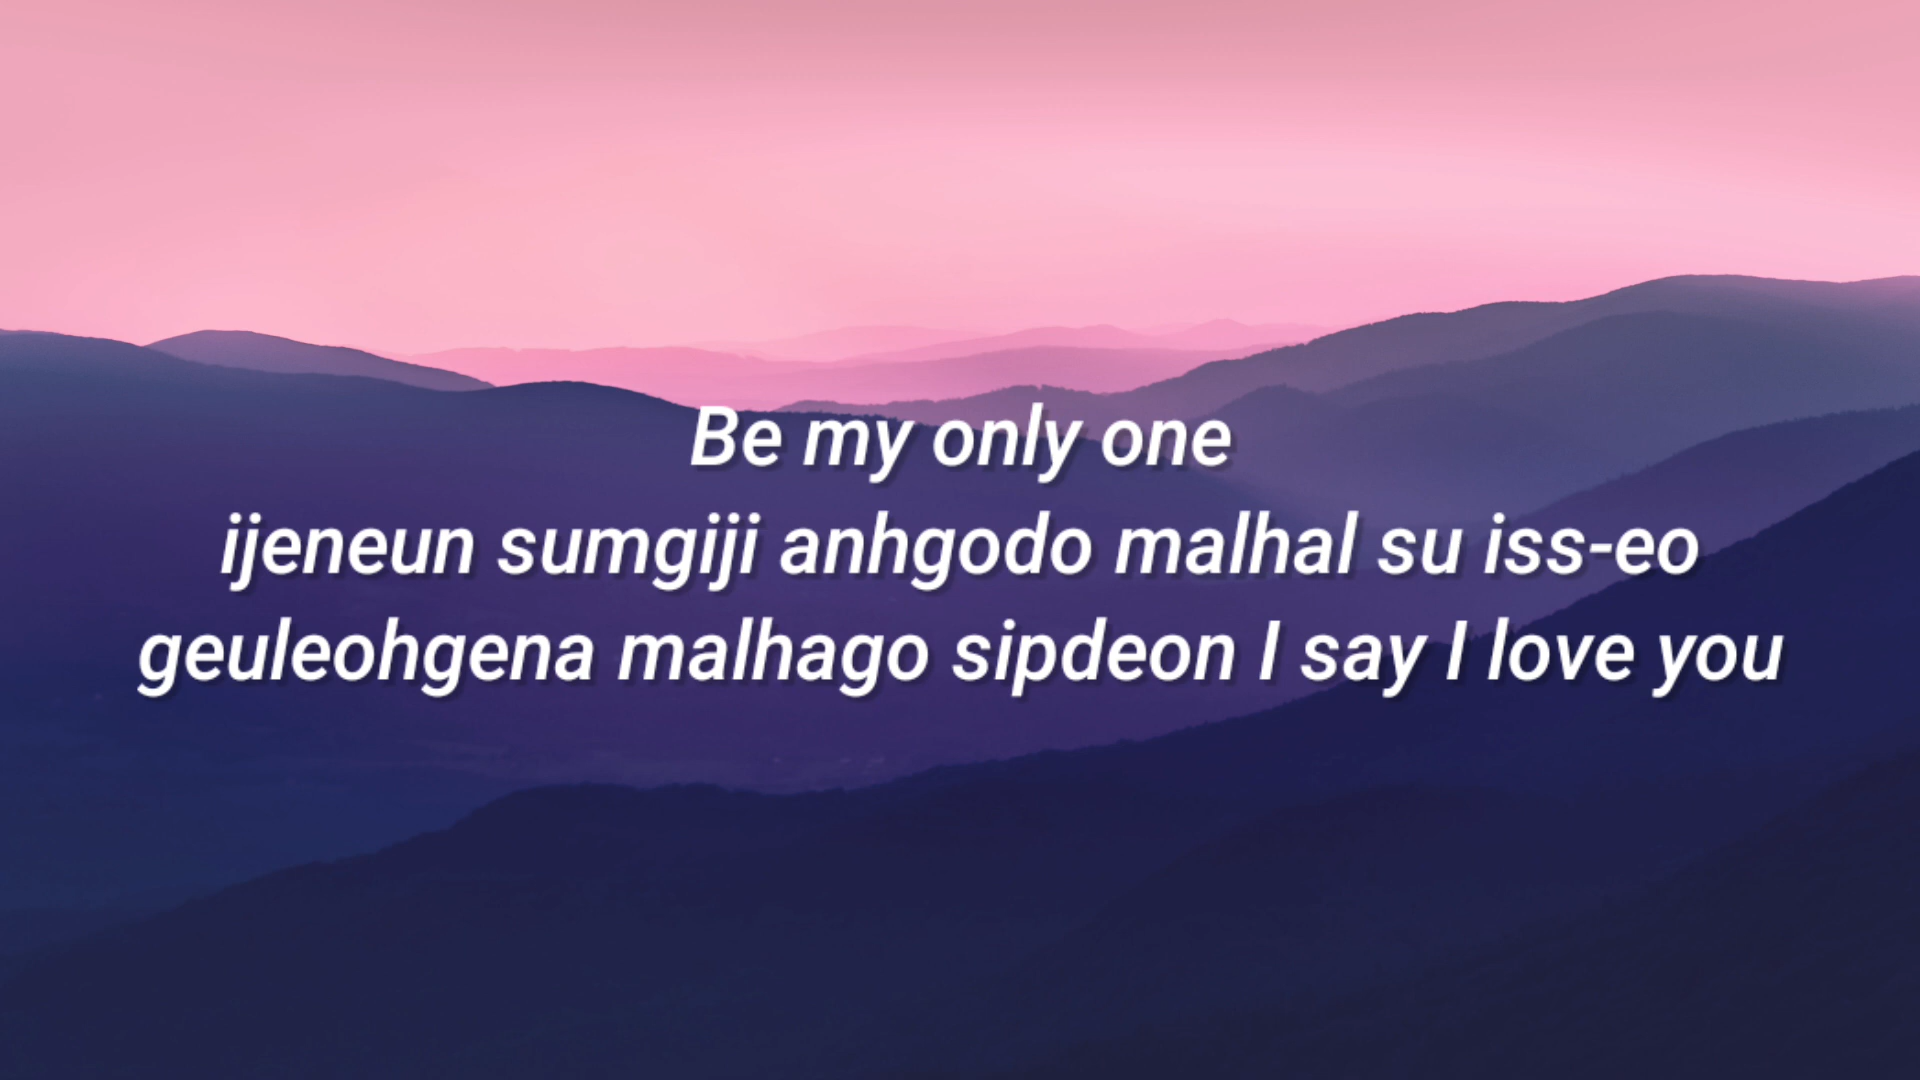 Be my only one
ijeneun sumgiji anhgodo malhal su iss-eo
geuleohgena malhago sipdeon I say I love you